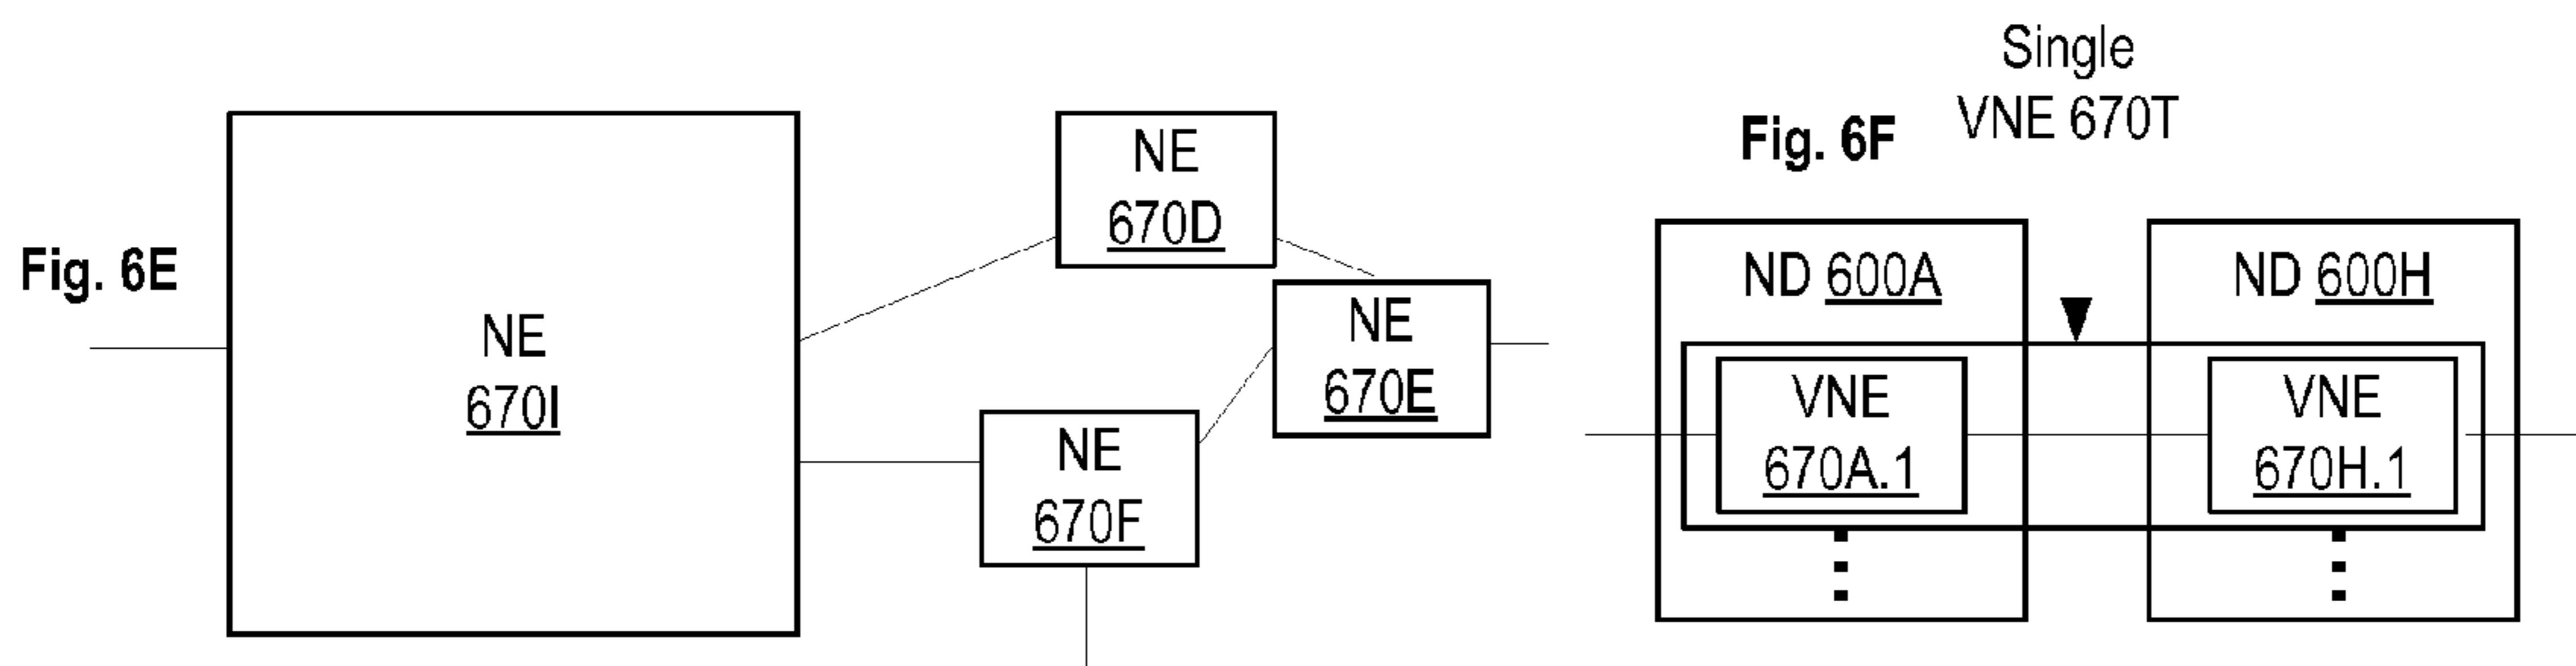 Fig. 6E
NE
670I
NE
670D
NE
670E
NE
670F
Fig. 6F
Single
VNE 670T
ND 600A
ND 600H
VNE
670A.1
VNE
670H.1